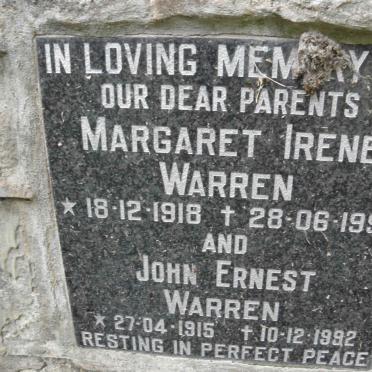 IN LOVING MEMORY
OUR DEAR PARENTS
MARGARET IRENE
WARREN
* 18-12-1918 † 28-06-199
AND
JOHN ERNEST
WARREN
* 27-04-1915 † 10-12-1992
RESTING IN PERFECT PEACE